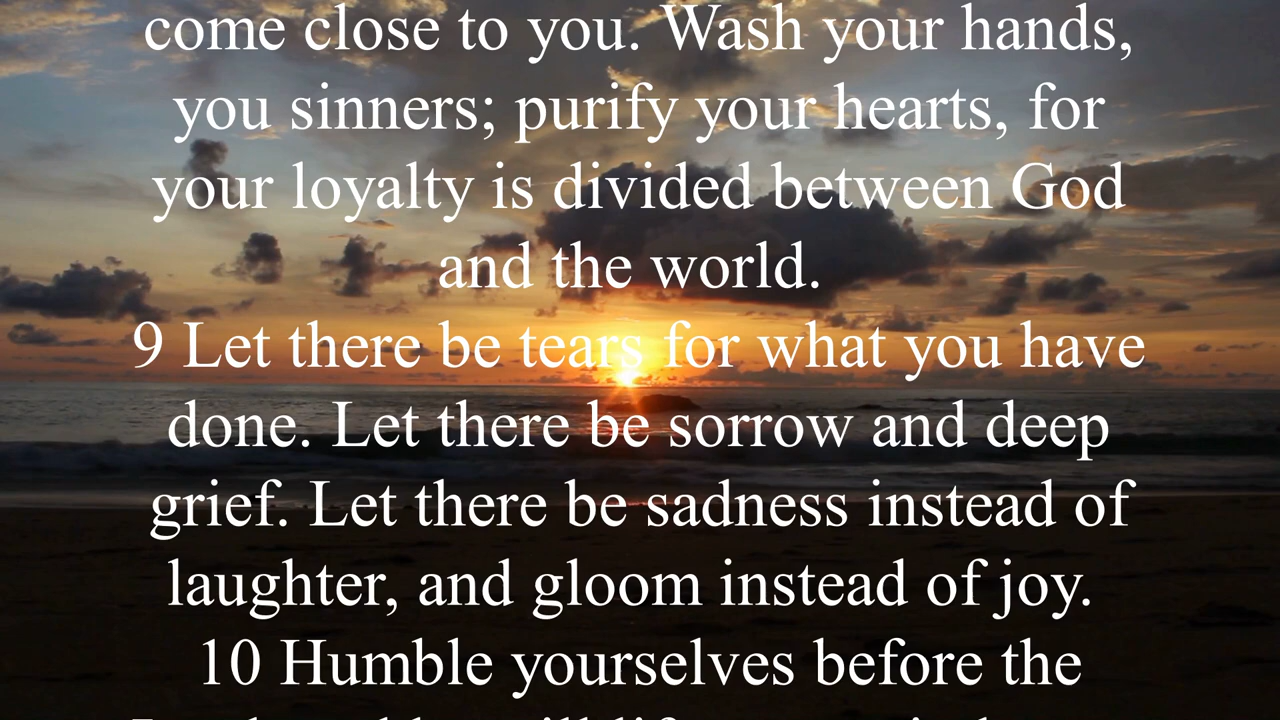 come close to you. Wash your hands,
you sinners; purify your hearts, for
your loyalty is divided between God
and the world.
9 Let there be tears for what you have
done. Let there be sorrow and deep
grief. Let there be sadness instead of
laughter, and gloom instead of joy.
10 Humble yourselves before the